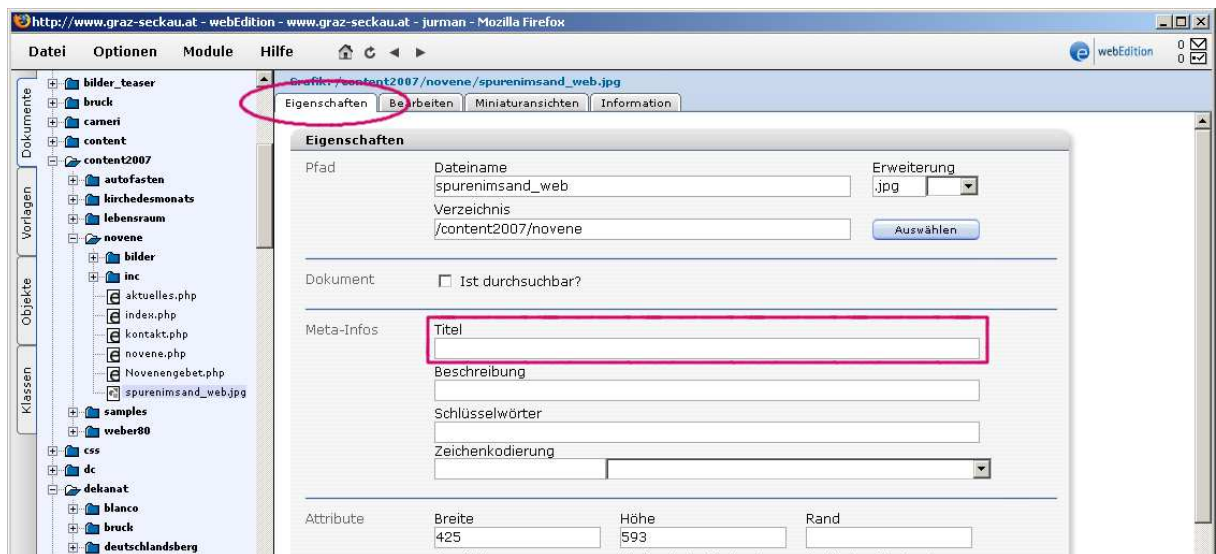 http://www.graz-seckau.at - webEdition - www.graz-seckau.at - jurman - Mozilla Firefox
Datei Optionen Module Hilfe
webEdition
0
0
Dokumente
Vorlagen
Objekte
Klassen
bilder_teaser
bruck
carneri
content
content2007
autofasten
kirchedesmonats
lebensraum
novene
bilder
inc
aktuelles.php
index.php
kontakt.php
novene.php
Novenengebet.php
spurenimsand_web.jpg
samples
weber80
css
dc
dekanat
blanco
bruck
deutschlandsberg
Grafik: /content2007/novene/spurenimsand_web.jpg
Eigenschaften Bearbeiten Miniaturansichten Information
Eigenschaften
Pfad
Dateiname Erweiterung
spurenimsand_web .jpg
Verzeichnis
/content2007/novene Auswählen
Dokument Ist durchsuchbar?
Meta-Infos Titel
Beschreibung
Schlüsselwörter
Zeichenkodierung
Attribute Breite Höhe Rand
425 593